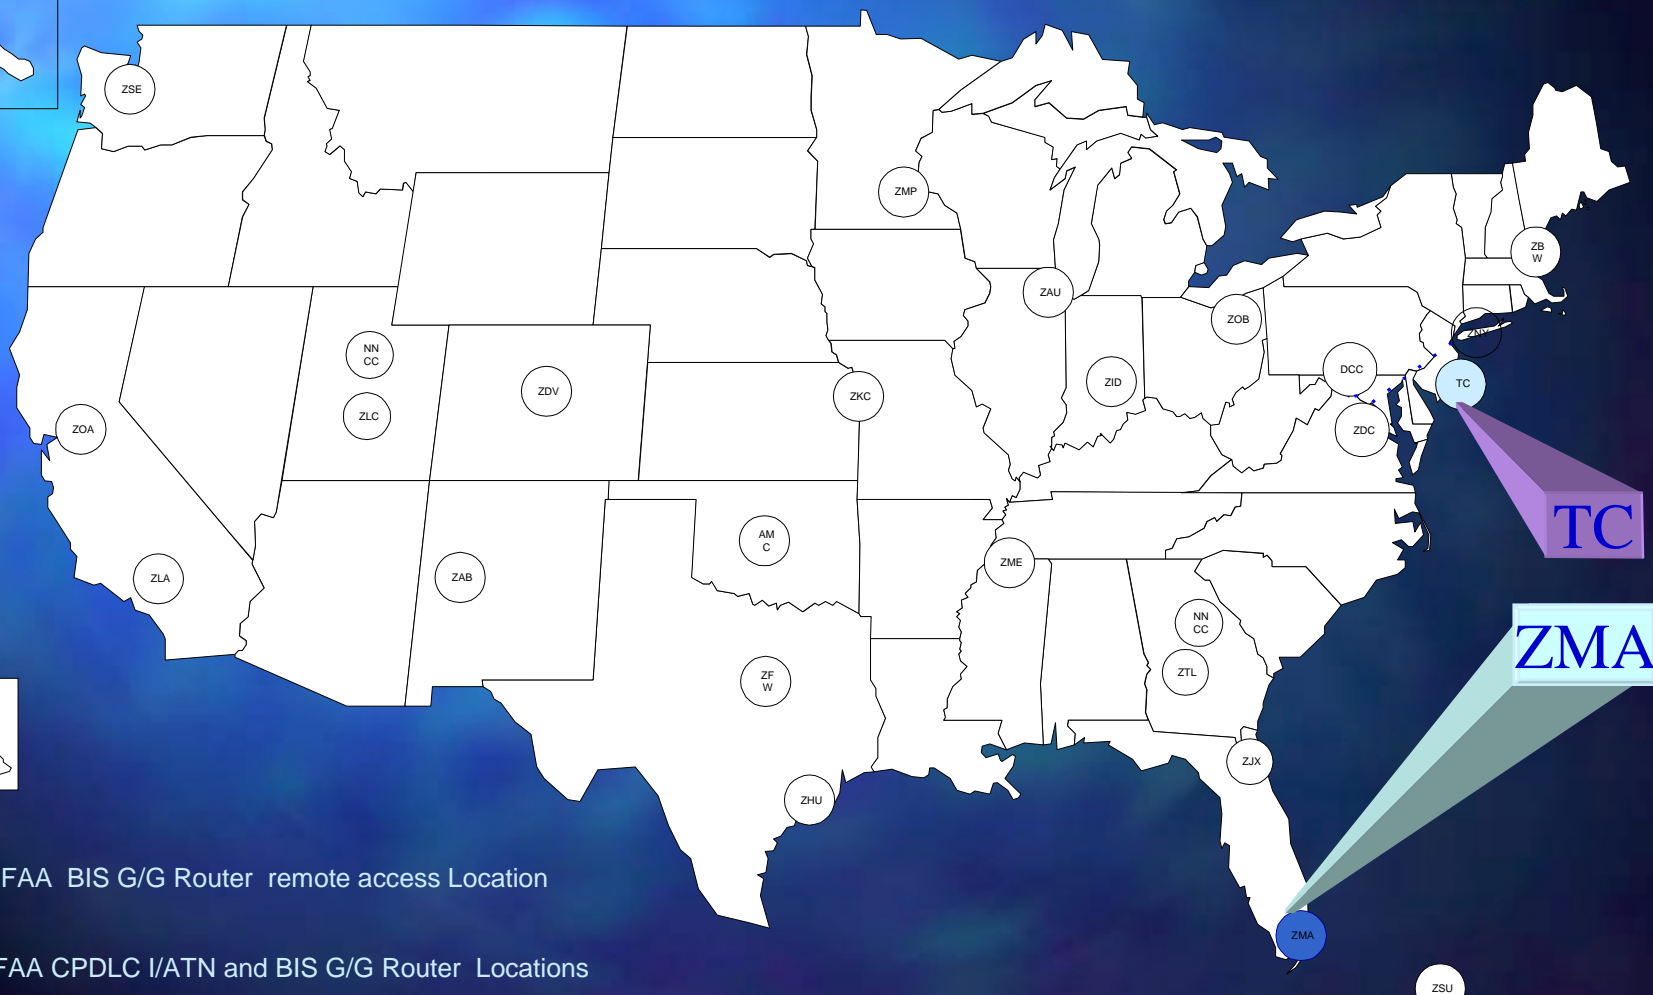 ZSE
ZMP
ZB
W
ZAU
ZOB
ZNY
NN
CC
DCC
ZDV
ZID
TC
ZKC
ZLC
ZOA
ZDC
TC
AM
C
ZME
ZLA
ZAB
NN
CC
ZMA
ZTL
ZF
W
ZJX
ZHU
FAA BIS G/G Router remote access Location
ZMA
FAA CPDLC I/ATN and BIS G/G Router Locations
ZSU